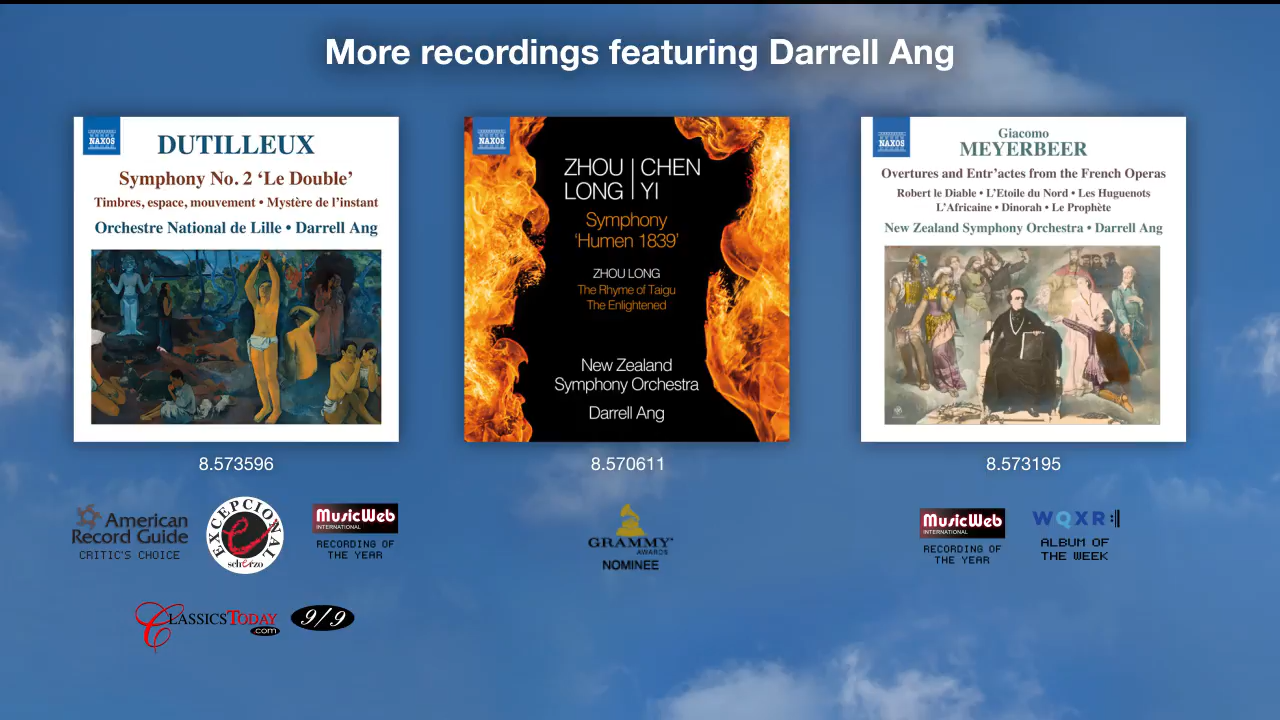 More recordings featuring Darrell Ang
NAXOS
DUTILLEUX
Symphony No. 2 ‘Le Double’
Timbres, espace, mouvement • Mystère de l’instant
Orchestre National de Lille • Darrell Ang
8.573596
American
Record Guide
CRITIC'S CHOICE
EXCEPCIONAL
e
scherzo
MusicWeb
INTERNATIONAL
RECORDING OF
THE YEAR
CLASSICSTODAY
.com
9/9
NAXOS
ZHOU LONG | CHEN YI
Symphony
‘Humen 1839’
ZHOU LONG
The Rhyme of Taigu
The Enlightened
New Zealand
Symphony Orchestra
Darrell Ang
8.570611
GRAMMY
AWARDS
NOMINEE
NAXOS
Giacomo
MEYERBEER
Overtures and Entr’actes from the French Operas
Robert le Diable • L’Etoile du Nord • Les Huguenots
L’Africaine • Dinorah • Le Prophète
New Zealand Symphony Orchestra • Darrell Ang
8.573195
MusicWeb
INTERNATIONAL
RECORDING OF
THE YEAR
WQXR
ALBUM OF
THE WEEK